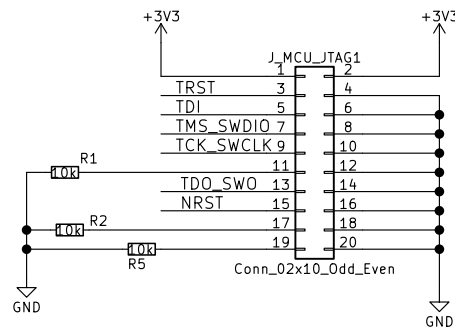 +3V3 +3V3
J_MCU_JTAG1
1 2
TRST 3 4
TDI 5 6
TMS_SWDIO 7 8
TCK_SWCLK 9 10
R1 10k 11 12
TDO_SWO 13 14
NRST 15 16
R2 10k 17 18
10k R5 19 20
Conn_02x10_Odd_Even
GND GND